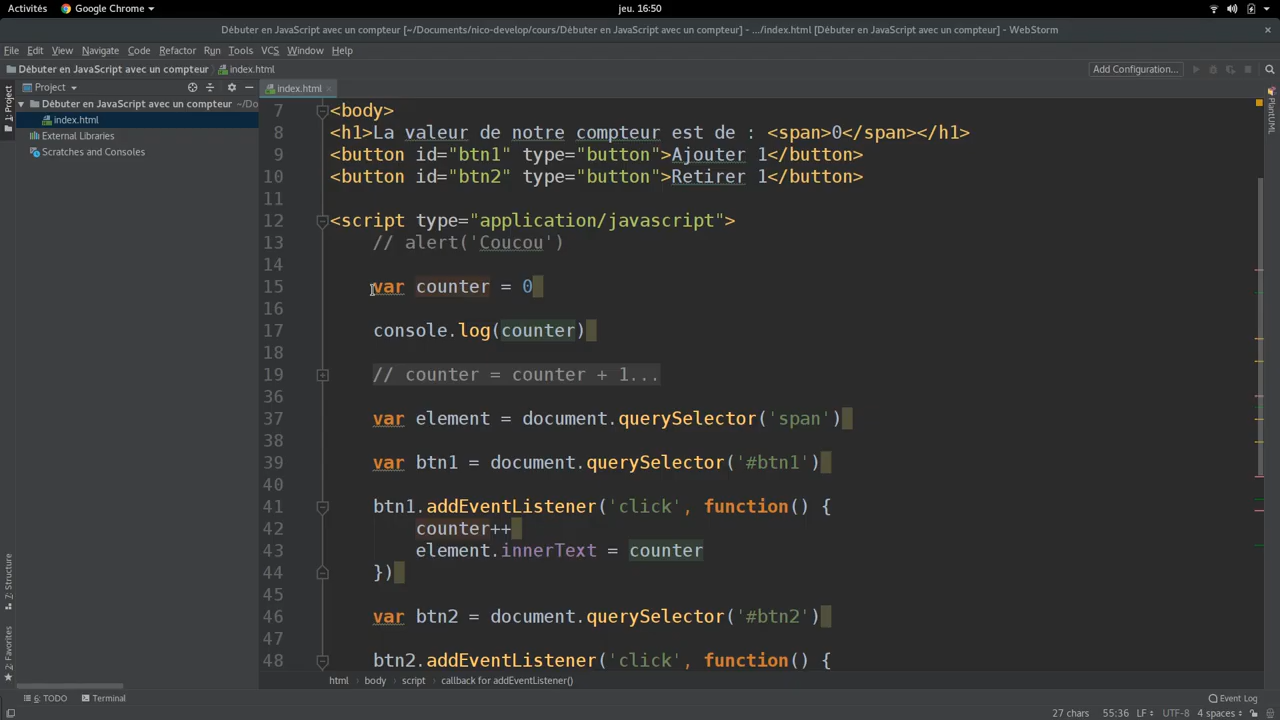 Activités
Google Chrome
jeu. 16:50
Débuter en JavaScript avec un compteur [~/Documents/nico-develop/cours/Débuter en JavaScript avec un compteur] - .../index.html [Débuter en JavaScript avec un compteur] - WebStorm
File Edit View Navigate Code Refactor Run Tools VCS Window Help
Débuter en JavaScript avec un compteur index.html
Add Configuration...
Project
index.html
1: Project
Débuter en JavaScript avec un compteur ~/Do
index.html
External Libraries
Scratches and Consoles
PlantUML
7 <body>
8 <h1>La valeur de notre compteur est de : <span>0</span></h1>
9 <button id="btn1" type="button">Ajouter 1</button>
10 <button id="btn2" type="button">Retirer 1</button>
11
12 <script type="application/javascript">
13 // alert('Coucou')
14
15 var counter = 0
16
17 console.log(counter)
18
19 // counter = counter + 1...
36
37 var element = document.querySelector('span')
38
39 var btn1 = document.querySelector('#btn1')
40
41 btn1.addEventListener('click', function() {
42 counter++
43 element.innerText = counter
44 })
45
46 var btn2 = document.querySelector('#btn2')
47
48 btn2.addEventListener('click', function() {
7: Structure
2: Favorites
html body script callback for addEventListener()
6: TODO Terminal
Event Log
27 chars 55:36 LF UTF-8 4 spaces